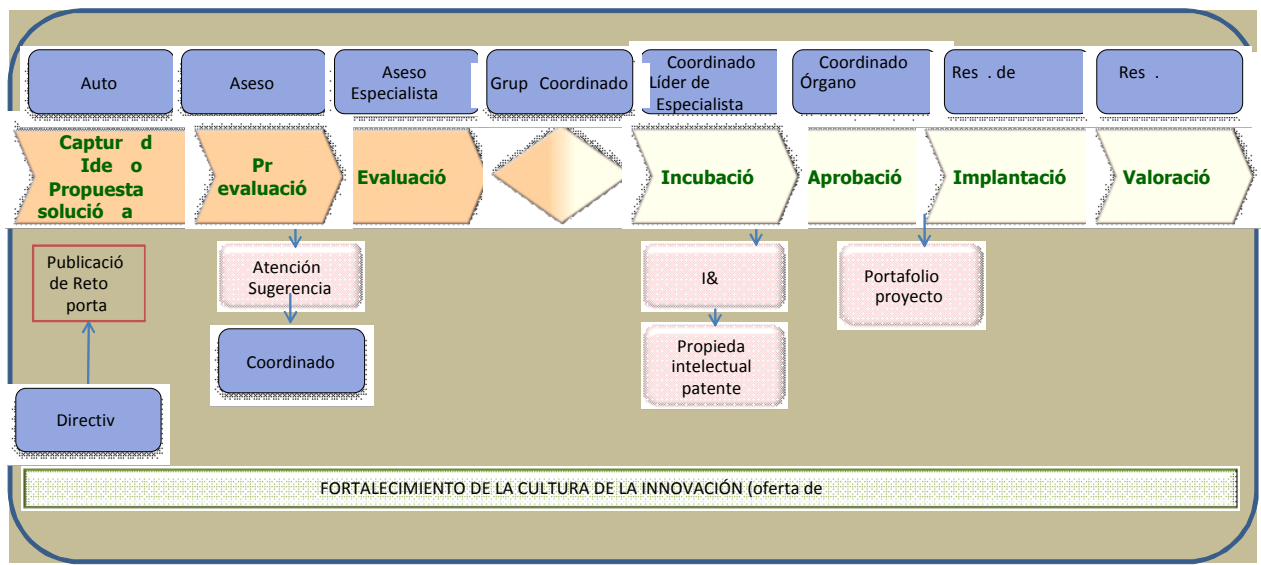 Auto
Aseso
Aseso
Especialista
Grup Coordinado
Coordinado
Líder de
Especialista
Coordinado
Órgano
Res . de
Res .
Captur d
Ide o
Propuesta
solució a
Pr
evaluació
Evaluació
Incubació
Aprobació
Implantació
Valoració
Publicació
de Reto
porta
Atención
Sugerencia
I&
Portafolio
proyecto
Coordinado
Propieda
intelectual
patente
Directiv
FORTALECIMIENTO DE LA CULTURA DE LA INNOVACIÓN (oferta de